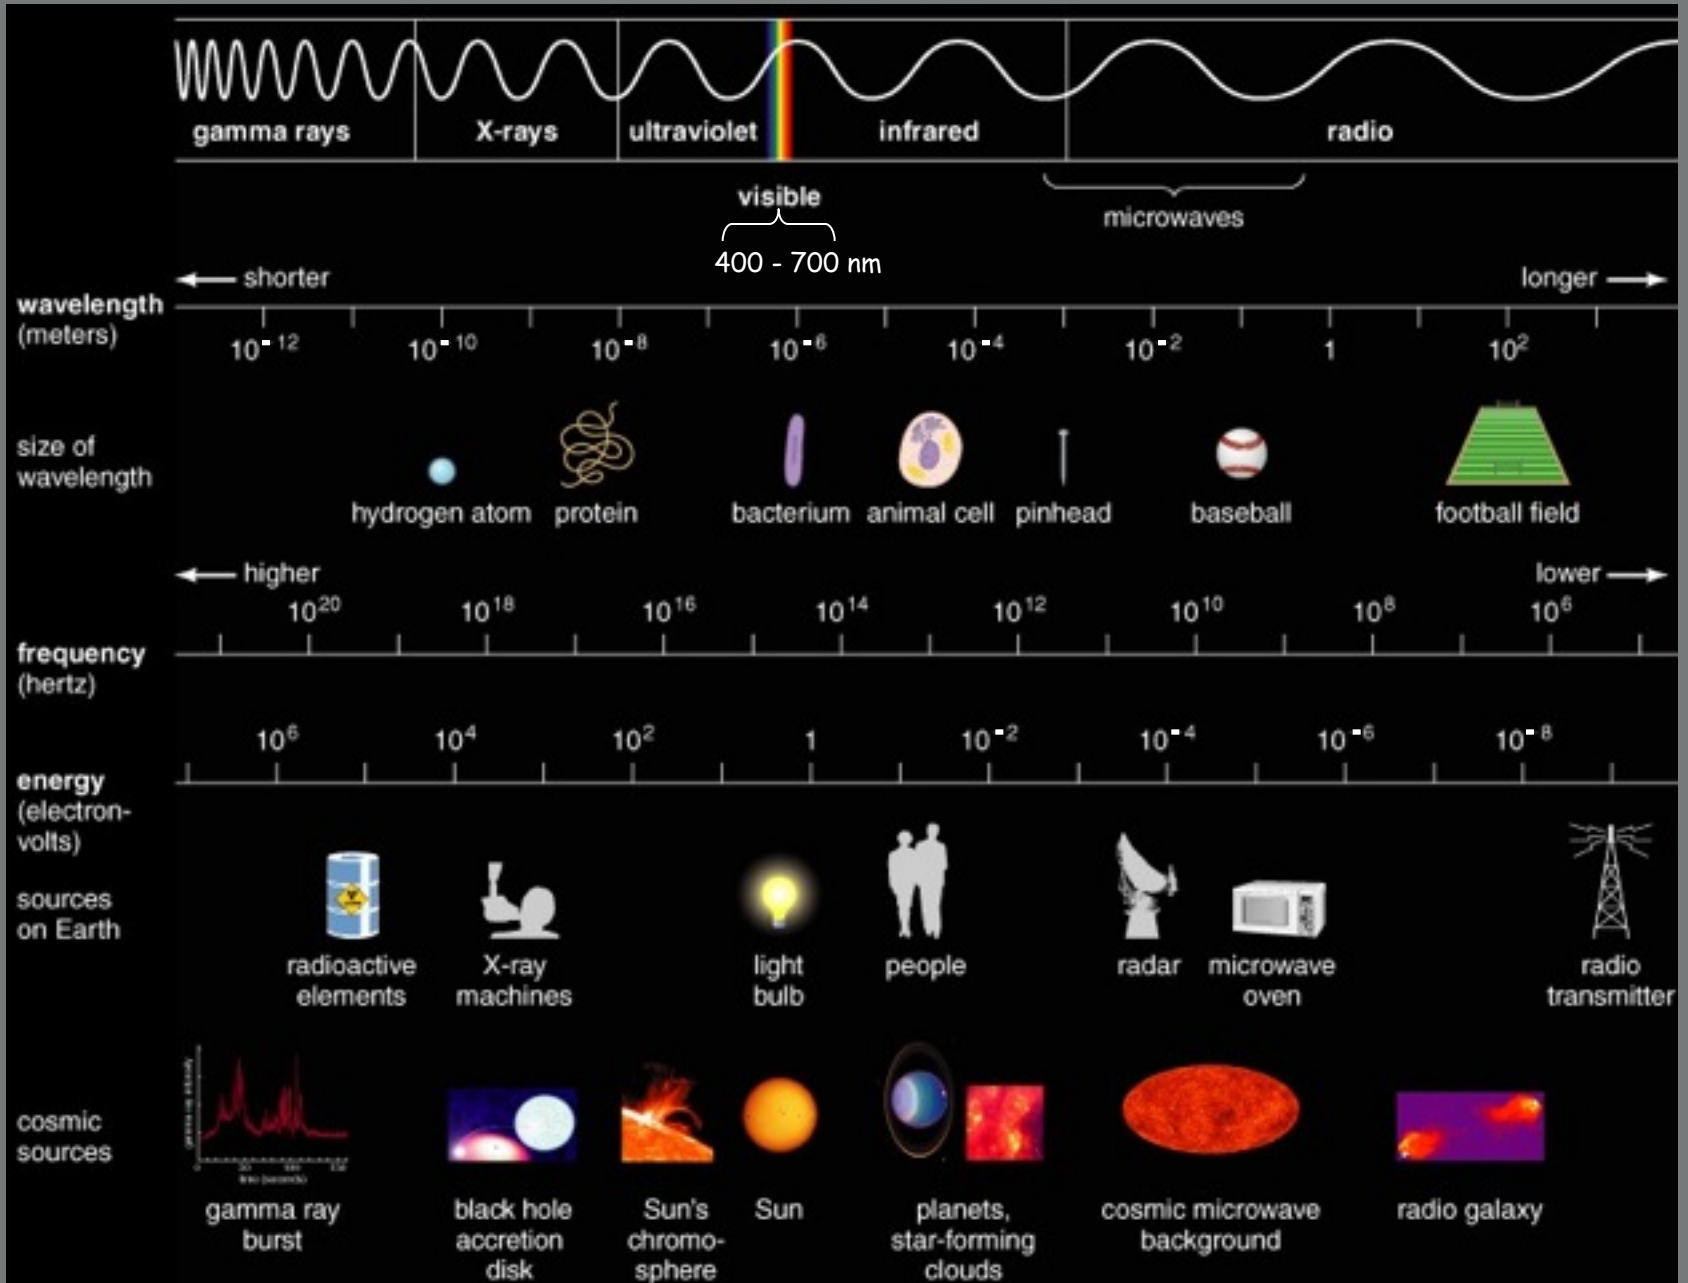 gamma rays X-rays ultraviolet infrared radio
visible
microwaves
400 - 700 nm
shorter longer
wavelength
(meters)
10⁻¹² 10⁻¹⁰ 10⁻⁸ 10⁻⁶ 10⁻⁴ 10⁻² 1 10²
size of
wavelength
hydrogen atom protein bacterium animal cell pinhead baseball football field
higher lower
10²⁰ 10¹⁸ 10¹⁶ 10¹⁴ 10¹² 10¹⁰ 10⁸ 10⁶
frequency
(hertz)
10⁶ 10⁴ 10² 1 10⁻² 10⁻⁴ 10⁻⁶ 10⁻⁸
energy
(electron-
volts)
sources
on Earth
radioactive
elements
X-ray
machines
light
bulb
people
radar
microwave
oven
radio
transmitter
cosmic
sources
gamma ray
burst
black hole
accretion
disk
Sun's
chromo-
sphere
Sun
planets,
star-forming
clouds
cosmic microwave
background
radio galaxy